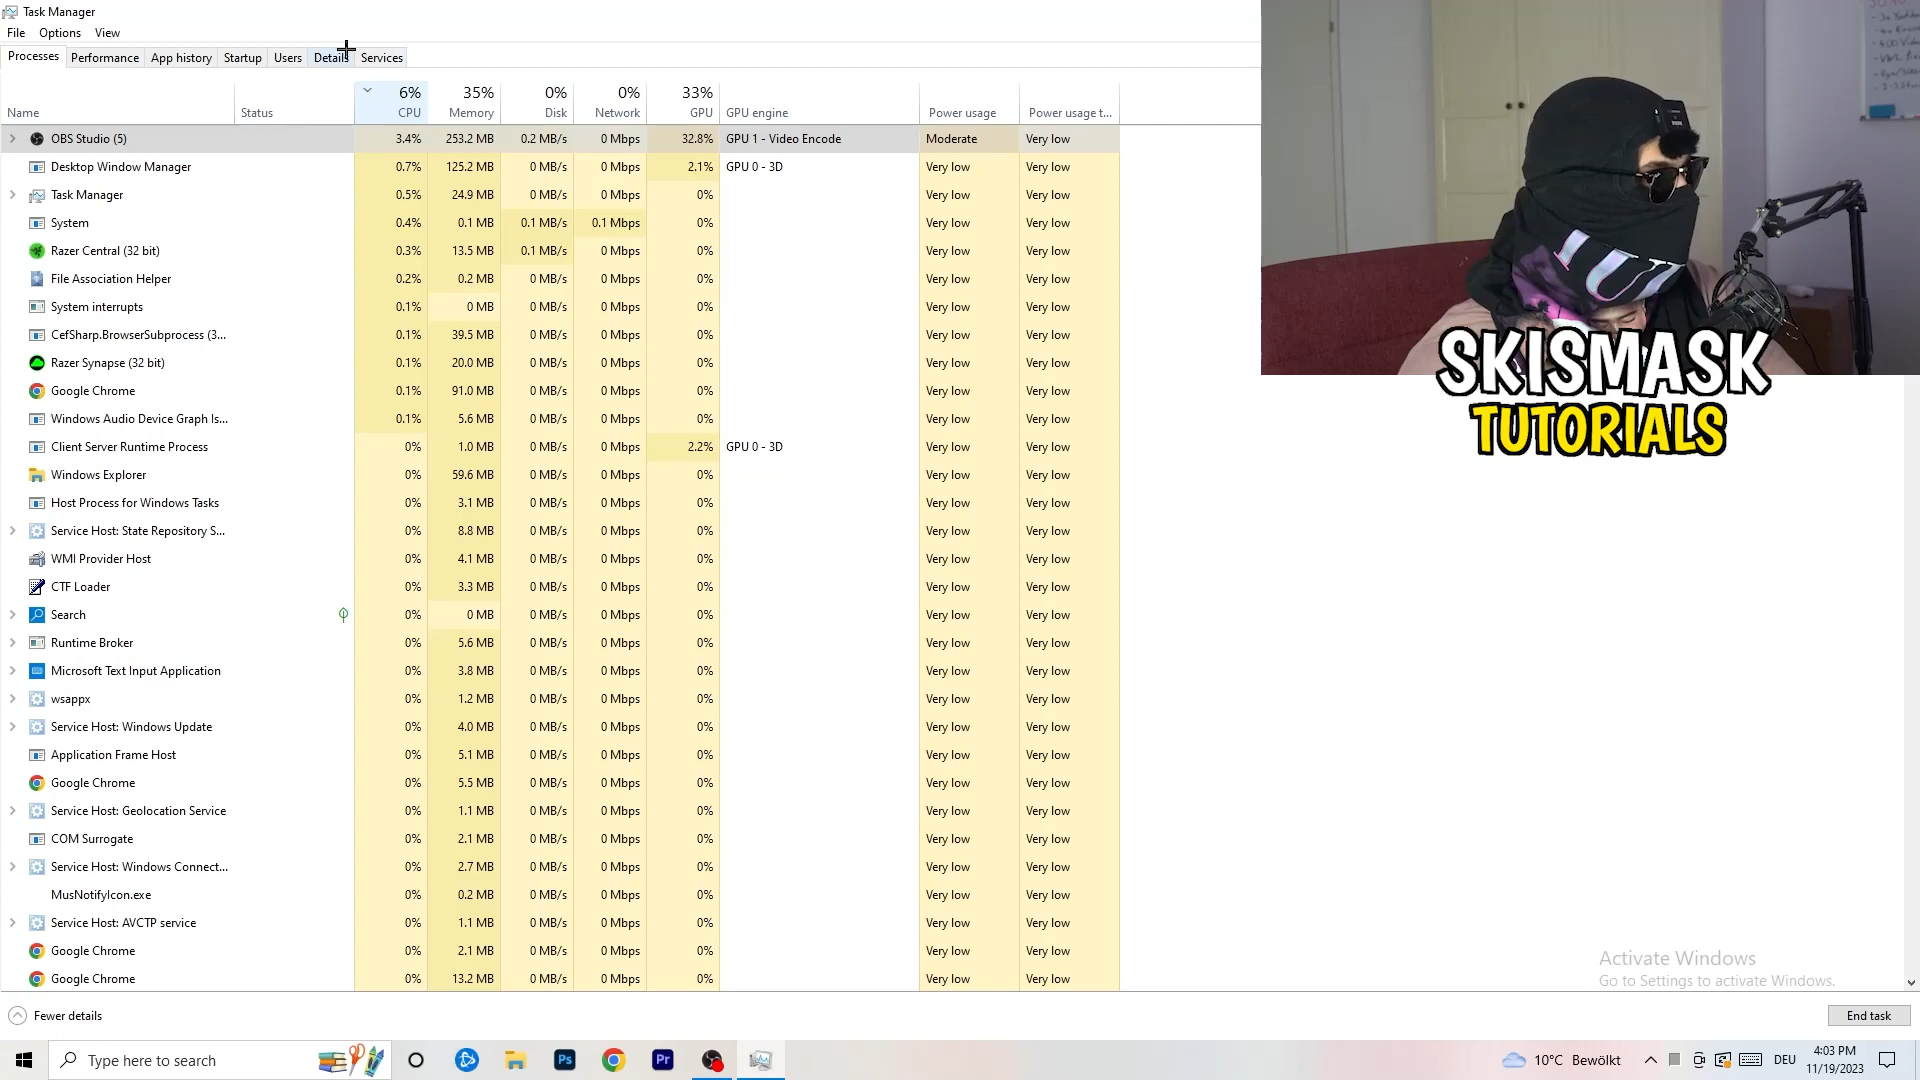 Task Manager
File Options View
Processes Performance App history Startup Users Details Services
6% 35% 0% 0% 33%
Name Status CPU Memory Disk Network GPU GPU engine Power usage Power usage t...
OBS Studio (5) 3.4% 253.2 MB 0.2 MB/s 0 Mbps 32.8% GPU 1 - Video Encode Moderate Very low
Desktop Window Manager 0.7% 125.2 MB 0 MB/s 0 Mbps 2.1% GPU 0 - 3D Very low Very low
Task Manager 0.5% 24.9 MB 0 MB/s 0 Mbps 0% Very low Very low
System 0.4% 0.1 MB 0.1 MB/s 0.1 Mbps 0% Very low Very low
Razer Central (32 bit) 0.3% 13.5 MB 0.1 MB/s 0 Mbps 0% Very low Very low
File Association Helper 0.2% 0.2 MB 0 MB/s 0 Mbps 0% Very low Very low
System interrupts 0.1% 0 MB 0 MB/s 0 Mbps 0% Very low Very low
CefSharp.BrowserSubprocess (3... 0.1% 39.5 MB 0 MB/s 0 Mbps 0% Very low Very low
Razer Synapse (32 bit) 0.1% 20.0 MB 0 MB/s 0 Mbps 0% Very low Very low
Google Chrome 0.1% 91.0 MB 0 MB/s 0 Mbps 0% Very low Very low
Windows Audio Device Graph Is... 0.1% 5.6 MB 0 MB/s 0 Mbps 0% Very low Very low
Client Server Runtime Process 0% 1.0 MB 0 MB/s 0 Mbps 2.2% GPU 0 - 3D Very low Very low
Windows Explorer 0% 59.6 MB 0 MB/s 0 Mbps 0% Very low Very low
Host Process for Windows Tasks 0% 3.1 MB 0 MB/s 0 Mbps 0% Very low Very low
Service Host: State Repository S... 0% 8.8 MB 0 MB/s 0 Mbps 0% Very low Very low
WMI Provider Host 0% 4.1 MB 0 MB/s 0 Mbps 0% Very low Very low
CTF Loader 0% 3.3 MB 0 MB/s 0 Mbps 0% Very low Very low
Search 0% 0 MB 0 MB/s 0 Mbps 0% Very low Very low
Runtime Broker 0% 5.6 MB 0 MB/s 0 Mbps 0% Very low Very low
Microsoft Text Input Application 0% 3.8 MB 0 MB/s 0 Mbps 0% Very low Very low
wsappx 0% 1.2 MB 0 MB/s 0 Mbps 0% Very low Very low
Service Host: Windows Update 0% 4.0 MB 0 MB/s 0 Mbps 0% Very low Very low
Application Frame Host 0% 5.1 MB 0 MB/s 0 Mbps 0% Very low Very low
Google Chrome 0% 5.5 MB 0 MB/s 0 Mbps 0% Very low Very low
Service Host: Geolocation Service 0% 1.1 MB 0 MB/s 0 Mbps 0% Very low Very low
COM Surrogate 0% 2.1 MB 0 MB/s 0 Mbps 0% Very low Very low
Service Host: Windows Connect... 0% 2.7 MB 0 MB/s 0 Mbps 0% Very low Very low
MusNotifyIcon.exe 0% 0.2 MB 0 MB/s 0 Mbps 0% Very low Very low
Service Host: AVCTP service 0% 1.1 MB 0 MB/s 0 Mbps 0% Very low Very low
Google Chrome 0% 2.1 MB 0 MB/s 0 Mbps 0% Very low Very low
Google Chrome 0% 13.2 MB 0 MB/s 0 Mbps 0% Very low Very low
SKISMASK
TUTORIALS
Activate Windows
Go to Settings to activate Windows.
Fewer details End task
Type here to search Ps Pr 10°C Bewölkt DEU 4:03 PM
11/19/2023